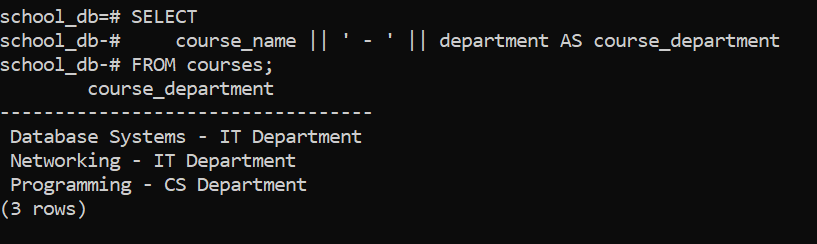 school_db=# SELECT
school_db-#     course_name || ' - ' || department AS course_department
school_db-# FROM courses;
        course_department
----------------------------------
 Database Systems - IT Department
 Networking - IT Department
 Programming - CS Department
(3 rows)